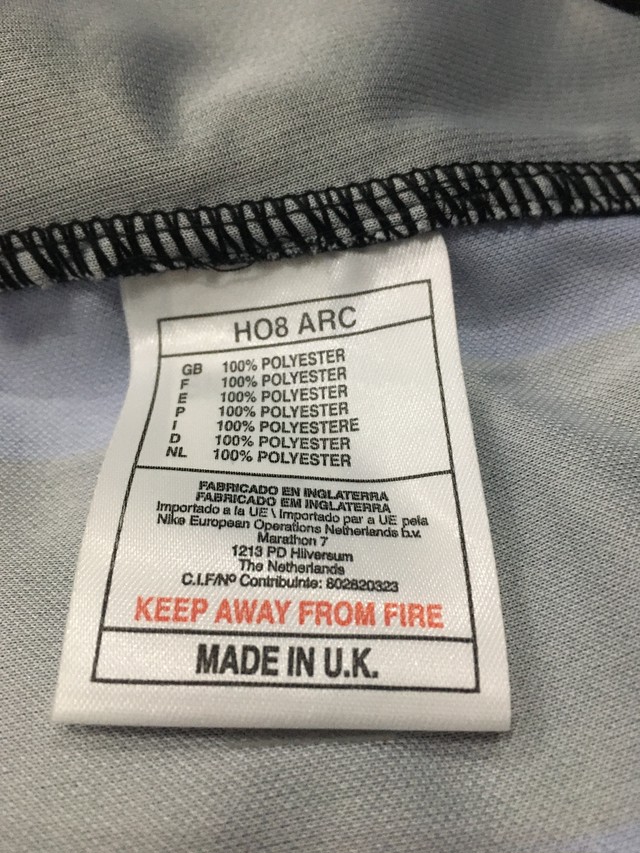 HO8 ARC
GB 100% POLYESTER
F 100% POLYESTER
E 100% POLYESTER
P 100% POLYESTER
I 100% POLYESTERE
D 100% POLYESTER
NL 100% POLYESTER
FABRICADO EN INGLATERRA
FABRICADO EM INGLATERRA
Importado a la UE \ Importado par a UE pela
Nike European Operations Netherlands b.v.
Marathon 7
1213 PD Hilversum
The Netherlands
C.I.F/Nº Contribuinte: 802820323
KEEP AWAY FROM FIRE
MADE IN U.K.